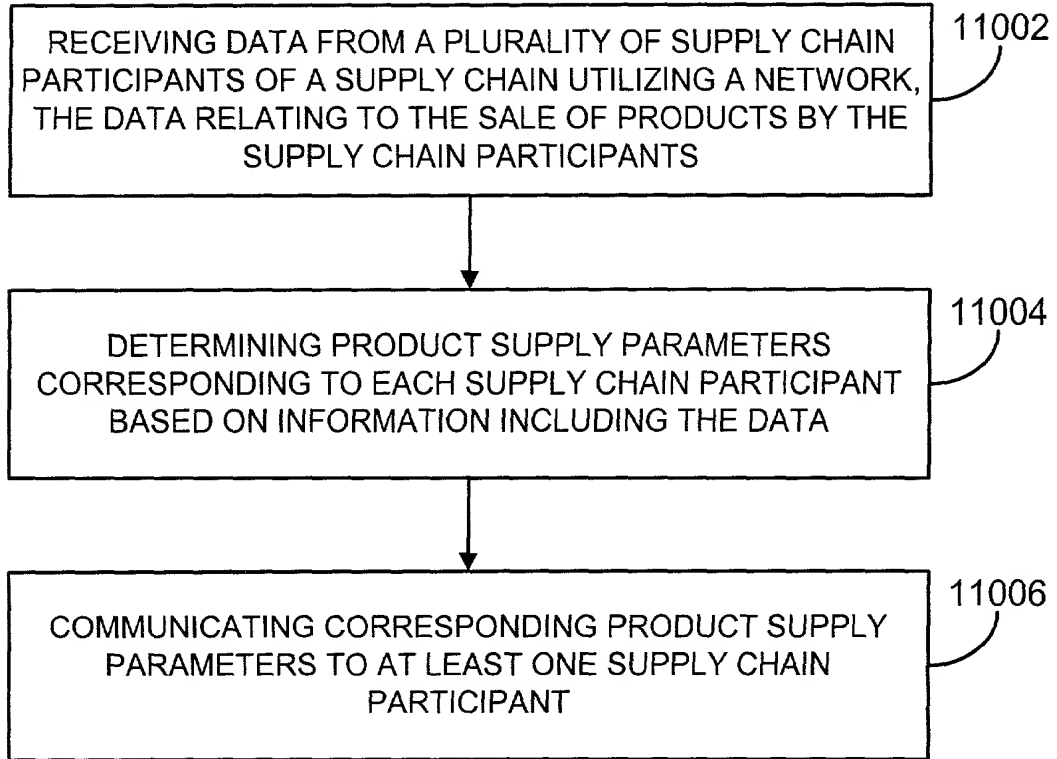 RECEIVING DATA FROM A PLURALITY OF SUPPLY CHAIN
PARTICIPANTS OF A SUPPLY CHAIN UTILIZING A NETWORK,
THE DATA RELATING TO THE SALE OF PRODUCTS BY THE
SUPPLY CHAIN PARTICIPANTS
11002
DETERMINING PRODUCT SUPPLY PARAMETERS
CORRESPONDING TO EACH SUPPLY CHAIN PARTICIPANT
BASED ON INFORMATION INCLUDING THE DATA
11004
COMMUNICATING CORRESPONDING PRODUCT SUPPLY
PARAMETERS TO AT LEAST ONE SUPPLY CHAIN
PARTICIPANT
11006